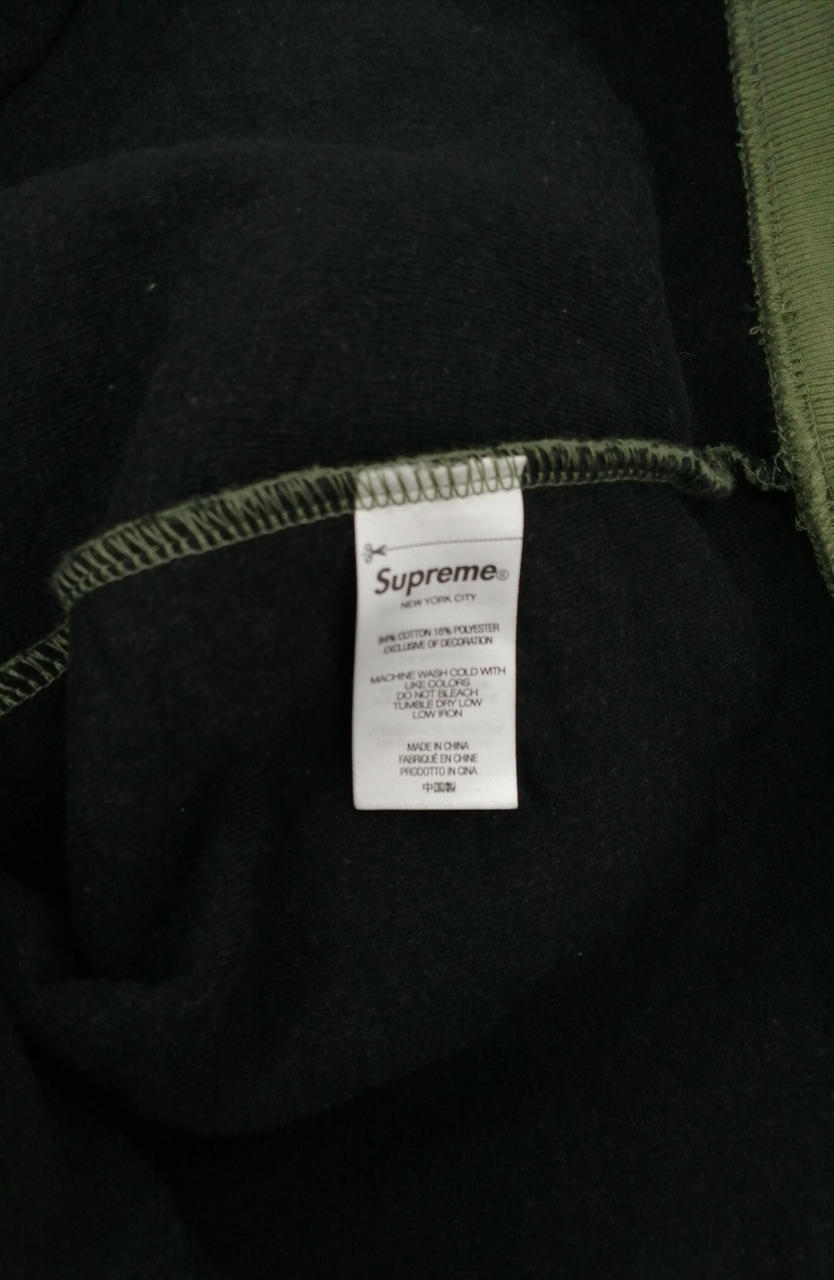 Supreme®
NEW YORK CITY
84% COTTON 16% POLYESTER
EXCLUSIVE OF DECORATION
MACHINE WASH COLD WITH
LIKE COLORS
DO NOT BLEACH
TUMBLE DRY LOW
LOW IRON
MADE IN CHINA
FABRIQUÉ EN CHINE
PRODOTTO IN CINA
中国製